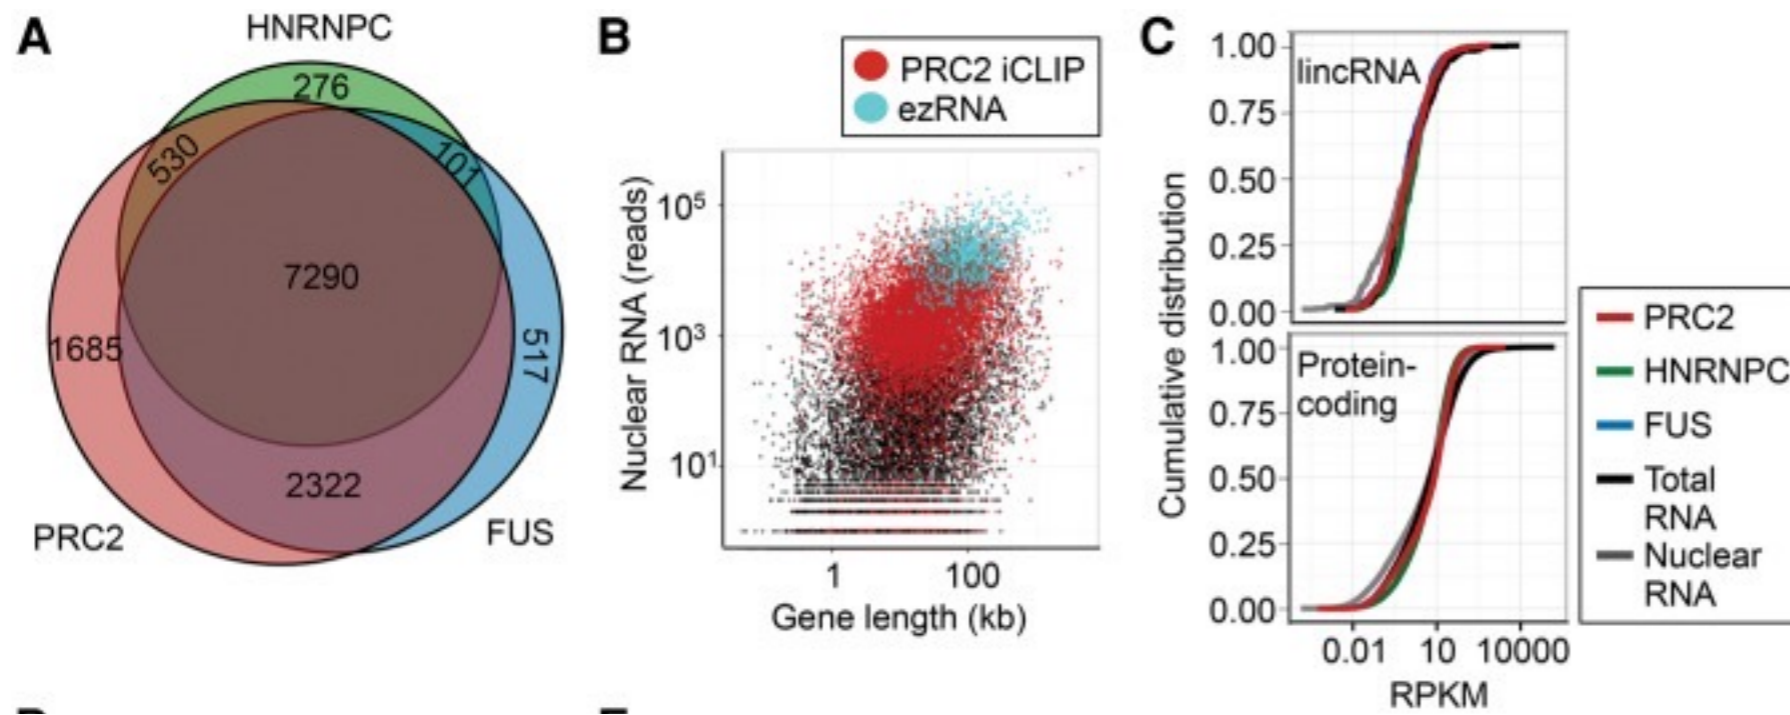 A
HNRNPC
276
530
101
7290
1685
517
2322
PRC2
FUS
B
PRC2 iCLIP
ezRNA
Nuclear RNA (reads)
10⁵
10³
10¹
1
100
Gene length (kb)
C
Cumulative distribution
1.00
0.75
0.50
0.25
0.00
lincRNA
1.00
0.75
0.50
0.25
0.00
Protein-
coding
0.01
10
10000
RPKM
PRC2
HNRNPC
FUS
Total
RNA
Nuclear
RNA